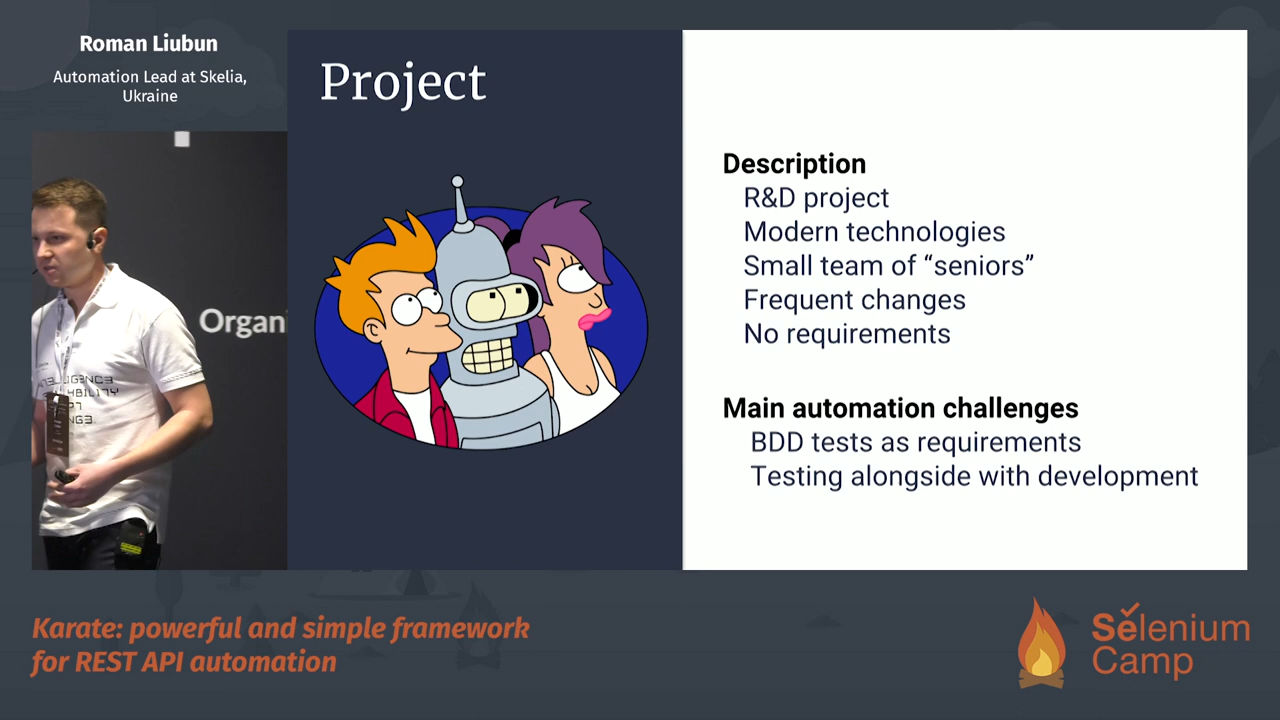 Roman Liubun
Automation Lead at Skelia,
Ukraine
Project
Organi
Description
R&D project
Modern technologies
Small team of “seniors”
Frequent changes
No requirements
Main automation challenges
BDD tests as requirements
Testing alongside with development
Karate: powerful and simple framework
for REST API automation
Selenium
Camp